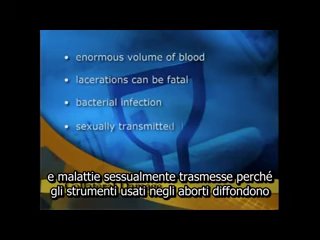 • enormous volume of blood
• lacerations can be fatal
• bacterial infection
• sexually transmitted
e malattie sessualmente trasmesse perché
gli strumenti usati negli aborti diffondono